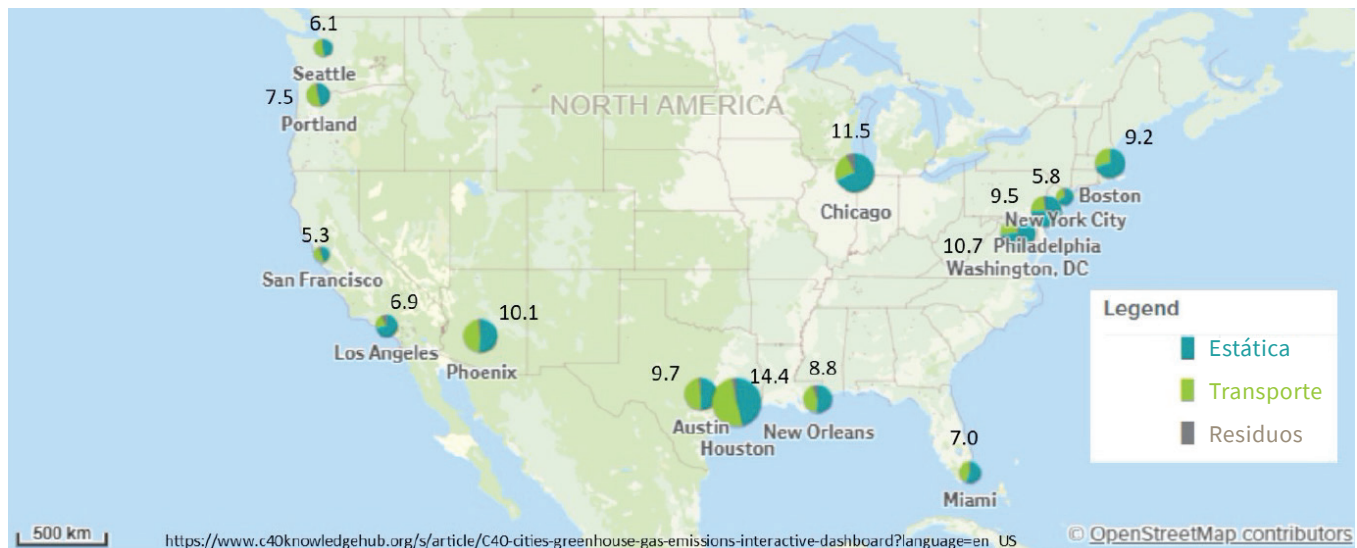 6.1
Seattle
7.5
Portland
NORTH AMERICA
11.5
Chicago
9.2
Boston
5.8
New York City
9.5
Philadelphia
10.7
Washington, DC
5.3
San Francisco
6.9
Los Angeles
10.1
Phoenix
9.7
Austin
14.4
Houston
8.8
New Orleans
7.0
Miami
Legend
Estática
Transporte
Residuos
500 km
https://www.c40knowledgehub.org/s/article/C40-cities-greenhouse-gas-emissions-interactive-dashboard?language=en_US
© OpenStreetMap contributors